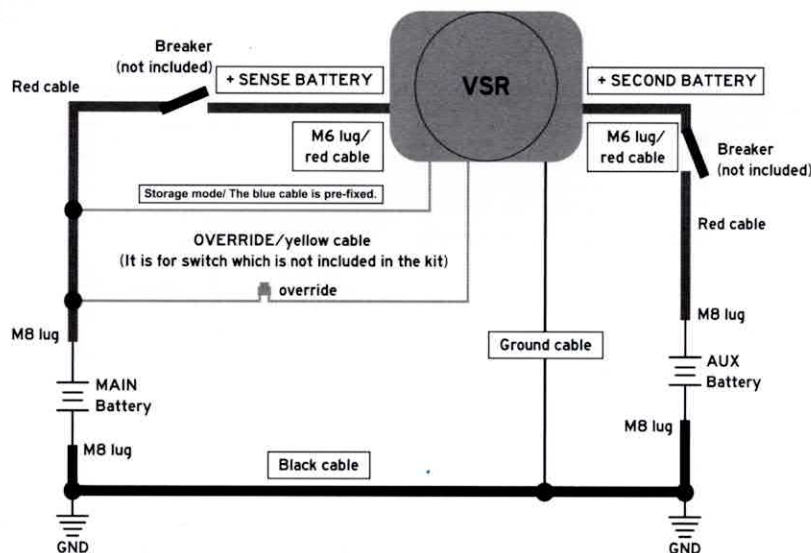 Breaker
(not included)
+ SENSE BATTERY
VSR
+ SECOND BATTERY
Red cable
M6 lug/
red cable
M6 lug/
red cable
Breaker
(not included)
Storage mode/ The blue cable is pre-fixed.
Red cable
OVERRIDE/yellow cable
(It is for switch which is not included in the kit)
override
M8 lug
M8 lug
Ground cable
MAIN
Battery
AUX
Battery
M8 lug
M8 lug
Black cable
GND
GND